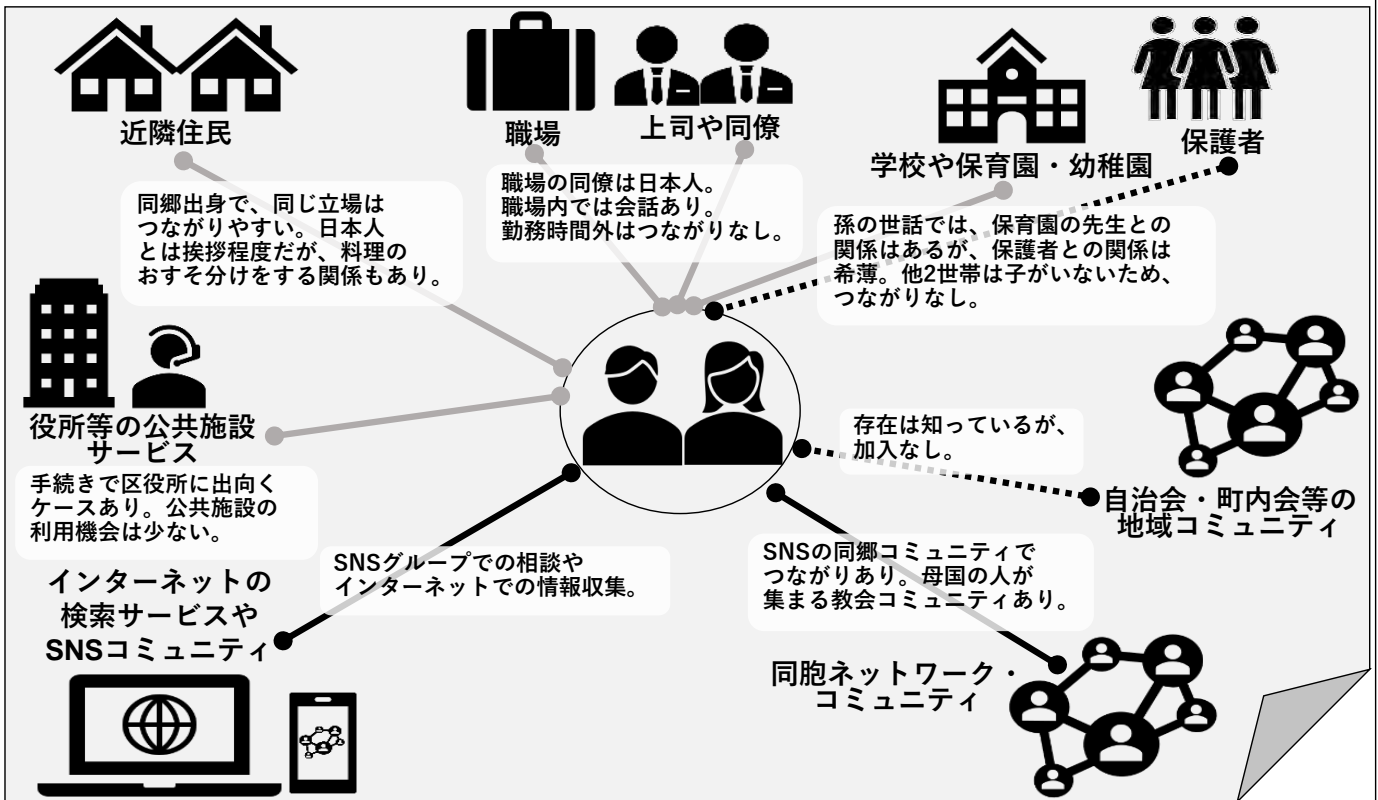 近隣住民
同郷出身で、同じ立場は
つながりやすい。日本人
とは挨拶程度だが、料理の
おすそ分けをする関係もあり。
職場
上司や同僚
職場の同僚は日本人。
職場内では会話あり。
勤務時間外はつながりなし。
学校や保育園・幼稚園
保護者
孫の世話では、保育園の先生との
関係はあるが、保護者との関係は
希薄。他2世帯は子がいないため、
つながりなし。
役所等の公共施設
サービス
手続きで区役所に出向く
ケースあり。公共施設の
利用機会は少ない。
存在は知っているが、
加入なし。
自治会・町内会等の
地域コミュニティ
インターネットの
検索サービスや
SNSコミュニティ
SNSグループでの相談や
インターネットでの情報収集。
SNSの同郷コミュニティで
つながりあり。母国の人が
集まる教会コミュニティあり。
同胞ネットワーク・
コミュニティ